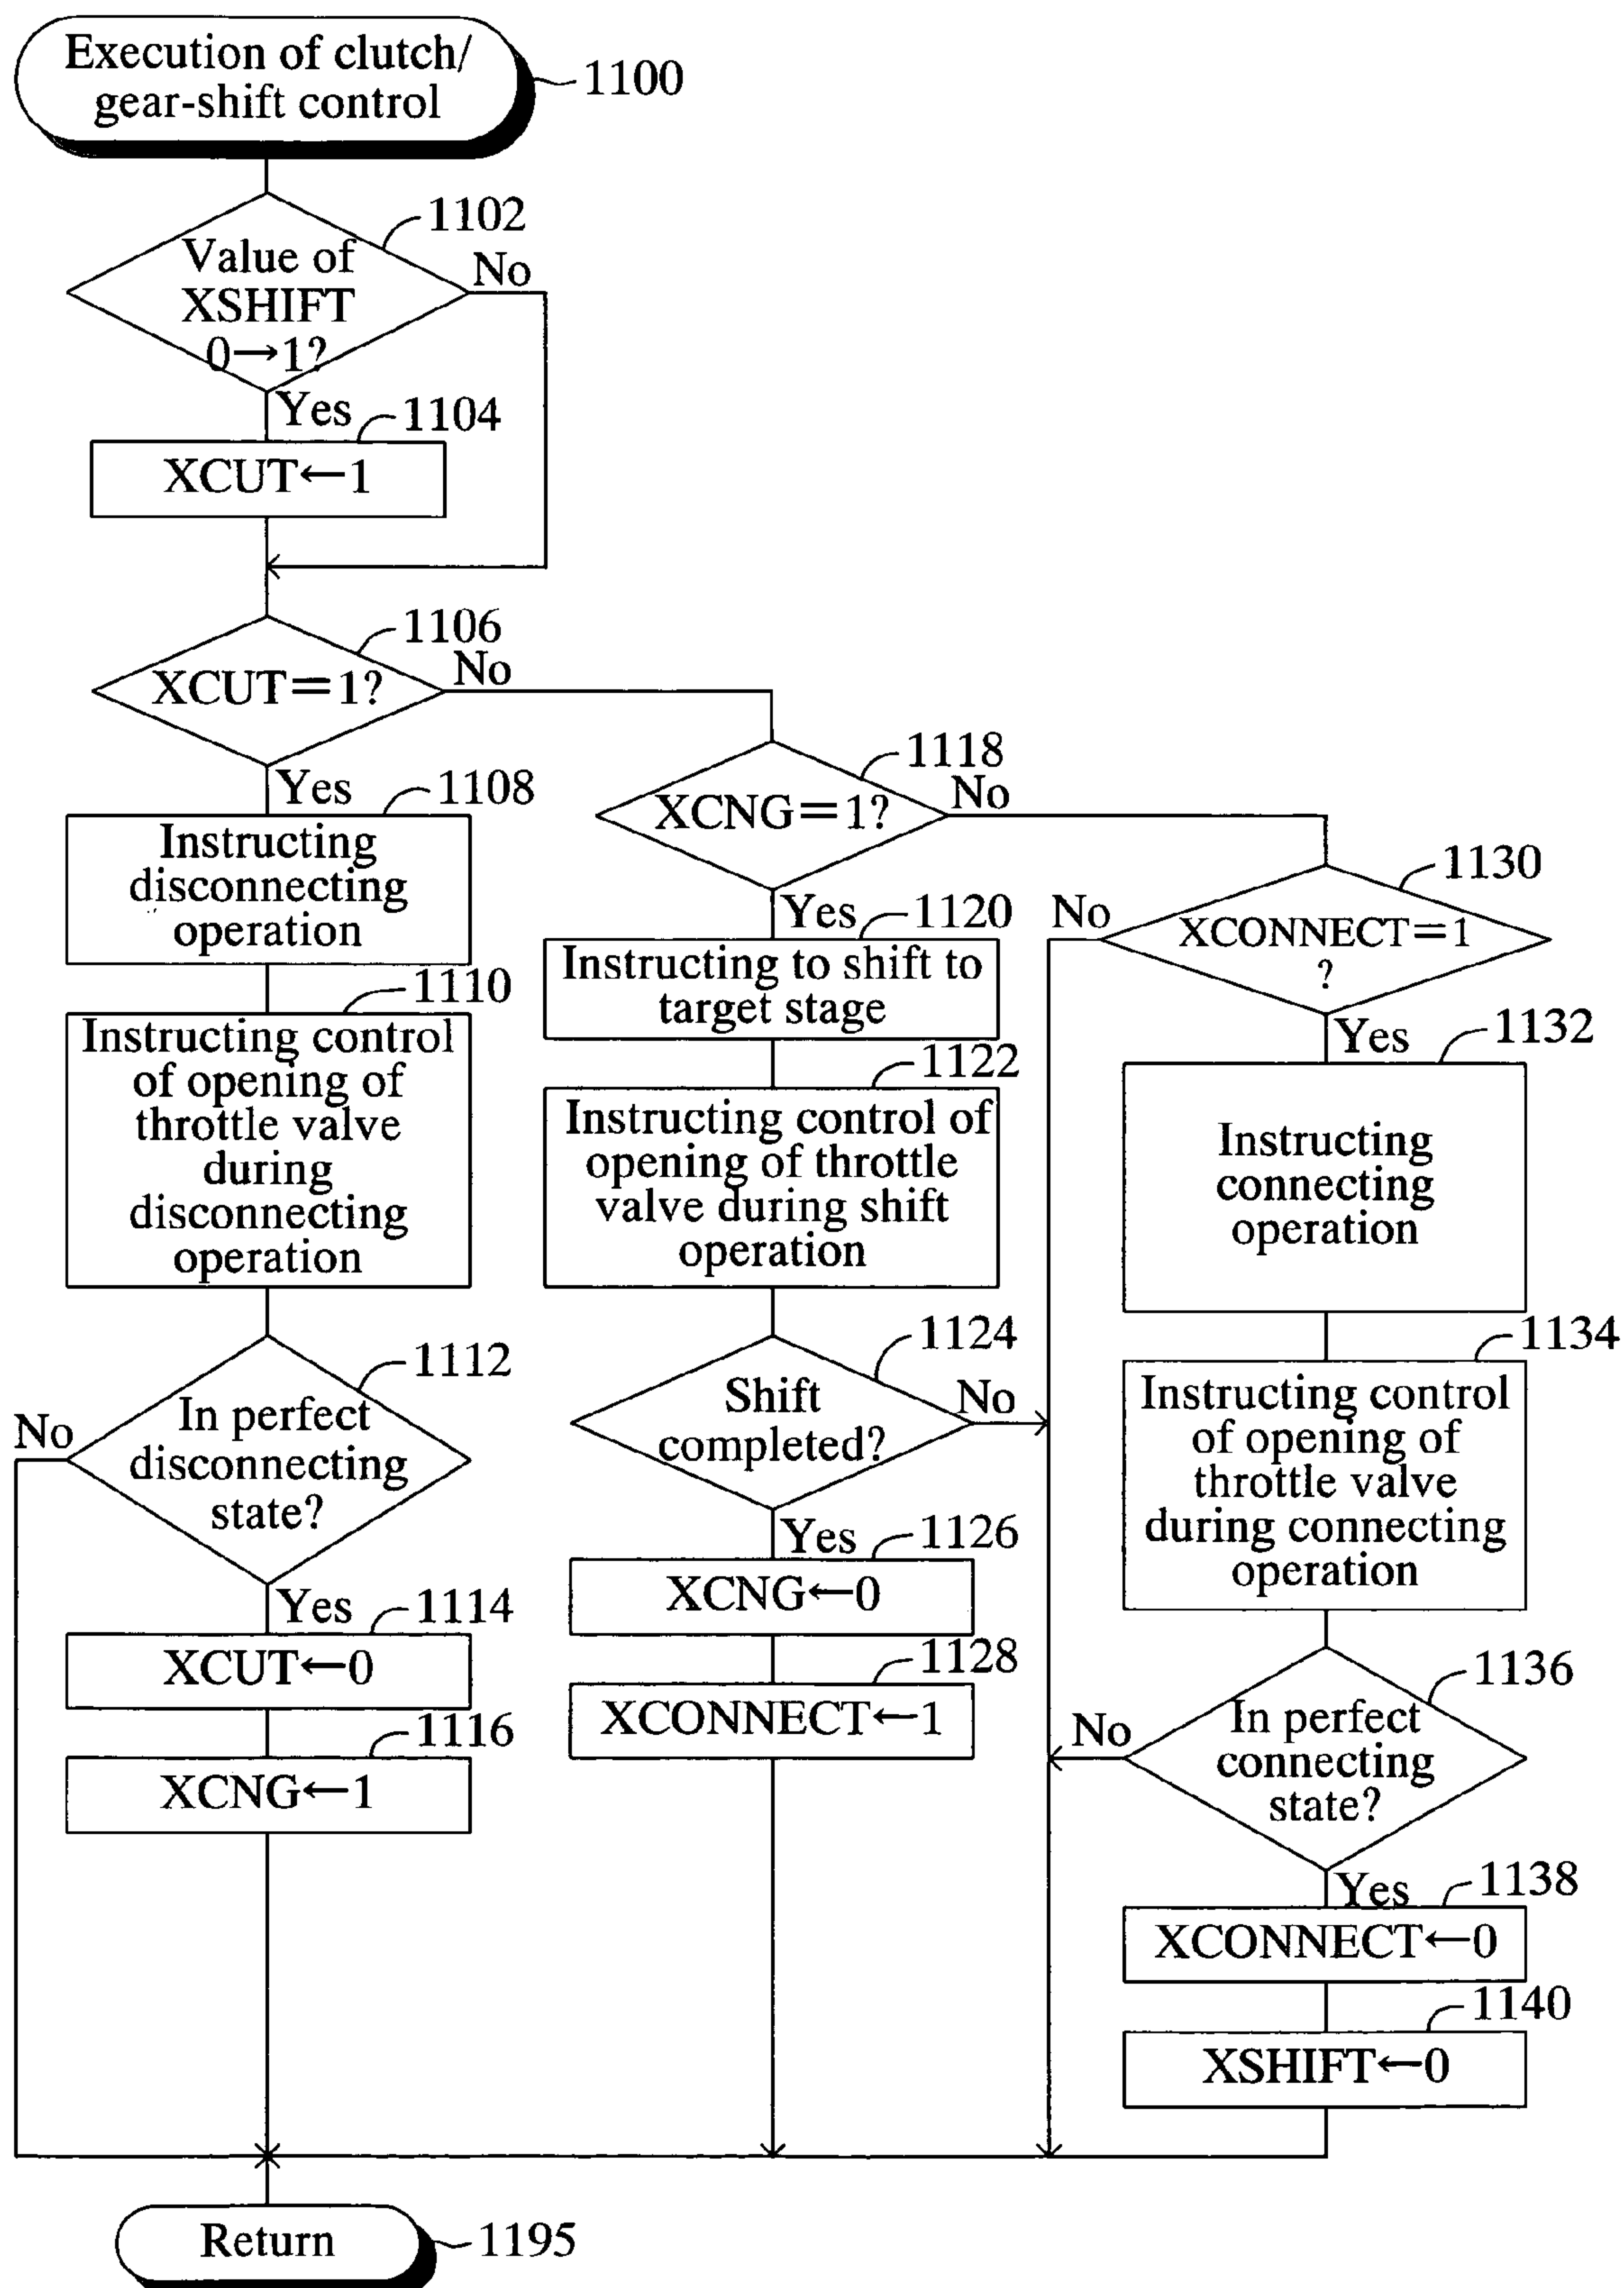 Execution of clutch/
gear-shift control
1100
1102
Value of
XSHIFT
0→1?
No
Yes
1104
XCUT←1
1106
XCUT=1?
No
Yes
1108
Instructing
disconnecting
operation
1110
Instructing control
of opening of
throttle valve
during
disconnecting
operation
1112
In perfect
disconnecting
state?
No
Yes
1114
XCUT←0
1116
XCNG←1
1118
XCNG=1?
No
Yes
1120
Instructing to shift to
target stage
1122
Instructing control of
opening of throttle
valve during shift
operation
1124
Shift
completed?
No
Yes
1126
XCNG←0
1128
XCONNECT←1
1130
XCONNECT=1
?
No
Yes
1132
Instructing
connecting
operation
1134
Instructing control
of opening of
throttle valve
during connecting
operation
1136
In perfect
connecting
state?
No
Yes
1138
XCONNECT←0
1140
XSHIFT←0
Return
1195